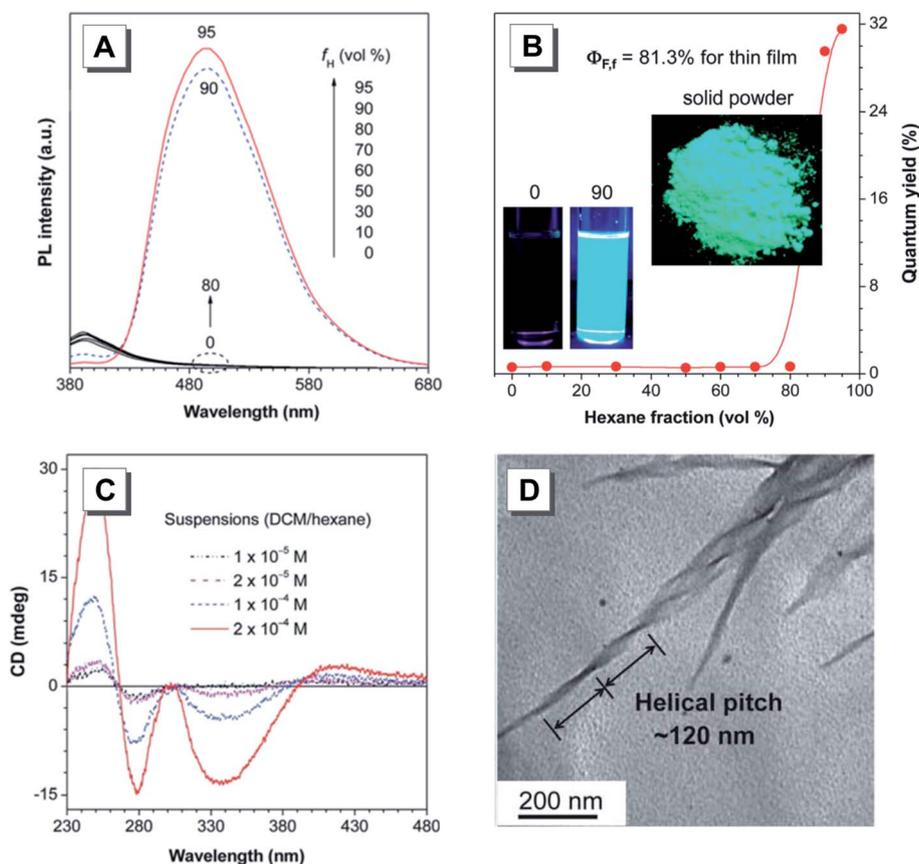 A
95
90
f_H (vol %)
95
90
80
70
60
50
30
10
0
80
0
PL intensity (a.u.)
380 480 580 680
Wavelength (nm)
B
Φ_F,f = 81.3% for thin film
solid powder
0 90
32
24
16
8
0
Quantum yield (%)
0 20 40 60 80 100
Hexane fraction (vol %)
C
30
15
0
-15
CD (mdeg)
Suspensions (DCM/hexane)
1 x 10⁻⁵ M
2 x 10⁻⁵ M
1 x 10⁻⁴ M
2 x 10⁻⁴ M
230 280 330 380 430 480
Wavelength (nm)
D
Helical pitch
~120 nm
200 nm